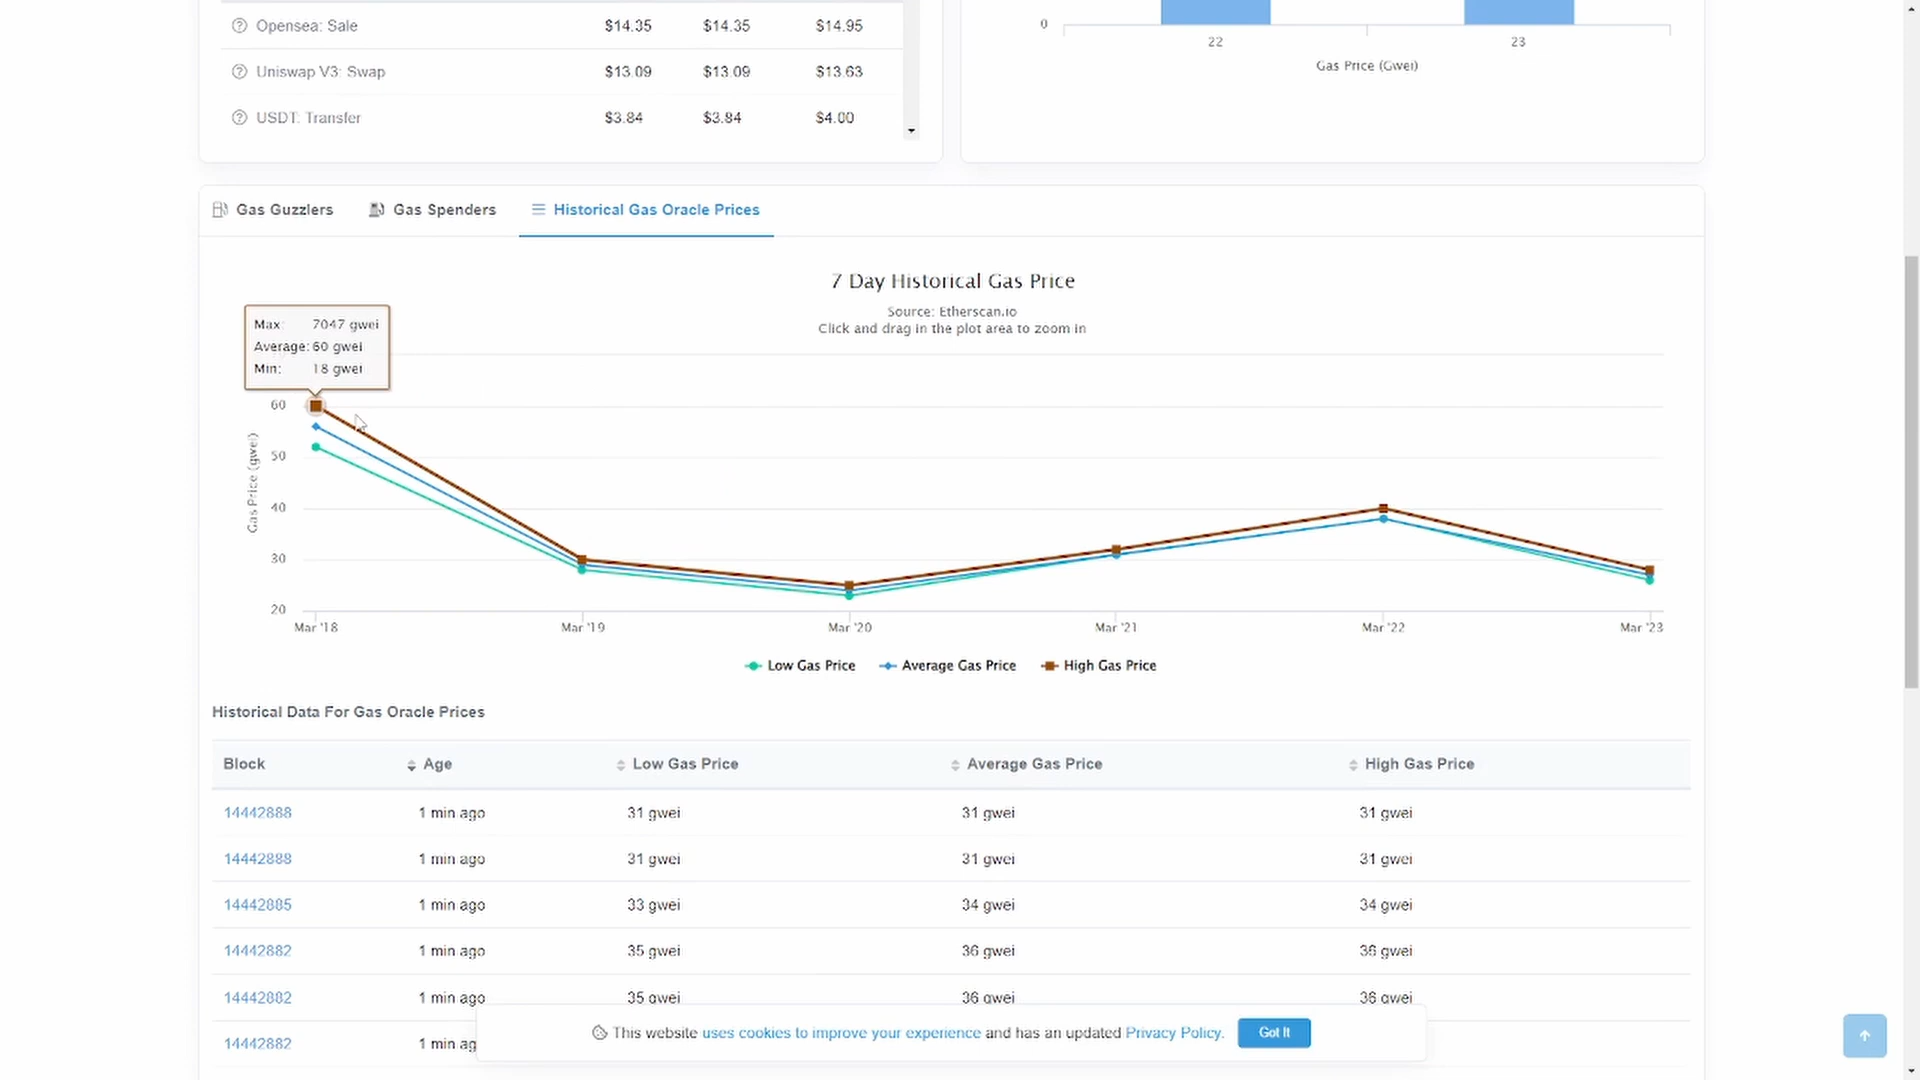 Opensea: Sale $14.35 $14.35 $14.95
Uniswap V3: Swap $13.09 $13.09 $13.63
USDT: Transfer $3.84 $3.84 $4.00
0
22 23
Gas Price (Gwei)
Gas Guzzlers Gas Spenders Historical Gas Oracle Prices
7 Day Historical Gas Price
Source: Etherscan.io
Click and drag in the plot area to zoom in
Max: 7047 gwei
Average: 60 gwei
Min: 18 gwei
Gas Price (gwei)
60
50
40
30
20
Mar '18 Mar '19 Mar '20 Mar '21 Mar '22 Mar '23
Low Gas Price Average Gas Price High Gas Price
Historical Data For Gas Oracle Prices
Block Age Low Gas Price Average Gas Price High Gas Price
14442888 1 min ago 31 gwei 31 gwei 31 gwei
14442888 1 min ago 31 gwei 31 gwei 31 gwei
14442885 1 min ago 33 gwei 34 gwei 34 gwei
14442882 1 min ago 35 gwei 36 gwei 36 gwei
14442882 1 min ago 35 gwei 36 gwei 36 gwei
14442882 1 min ag
This website uses cookies to improve your experience and has an updated Privacy Policy. Got It